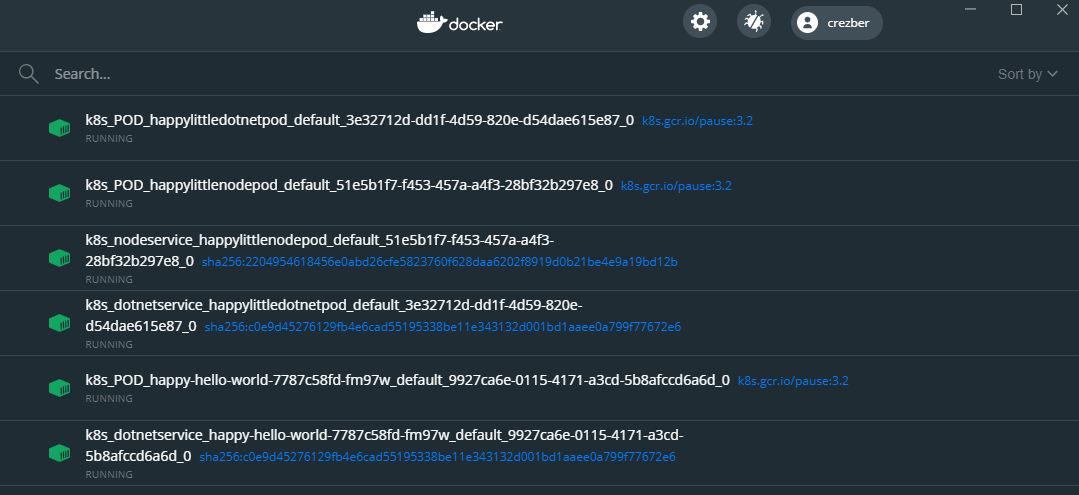 docker
crezber
Search...
Sort by
k8s_POD_happylittledotnetpod_default_3e32712d-dd1f-4d59-820e-d54dae615e87_0 k8s.gcr.io/pause:3.2
RUNNING
k8s_POD_happylittlenodepod_default_51e5b1f7-f453-457a-a4f3-28bf32b297e8_0 k8s.gcr.io/pause:3.2
RUNNING
k8s_nodeservice_happylittlenodepod_default_51e5b1f7-f453-457a-a4f3-
28bf32b297e8_0 sha256:2204954618456e0abd26cfe5823760f628daa6202f8919d0b21be4e9a19bd12b
RUNNING
k8s_dotnetservice_happylittledotnetpod_default_3e32712d-dd1f-4d59-820e-
d54dae615e87_0 sha256:c0e9d45276129fb4e6cad55195338be11e343132d001bd1aaee0a799f77672e6
RUNNING
k8s_POD_happy-hello-world-7787c58fd-fm97w_default_9927ca6e-0115-4171-a3cd-5b8afccd6a6d_0 k8s.gcr.io/pause:3.2
RUNNING
k8s_dotnetservice_happy-hello-world-7787c58fd-fm97w_default_9927ca6e-0115-4171-a3cd-
5b8afccd6a6d_0 sha256:c0e9d45276129fb4e6cad55195338be11e343132d001bd1aaee0a799f77672e6
RUNNING